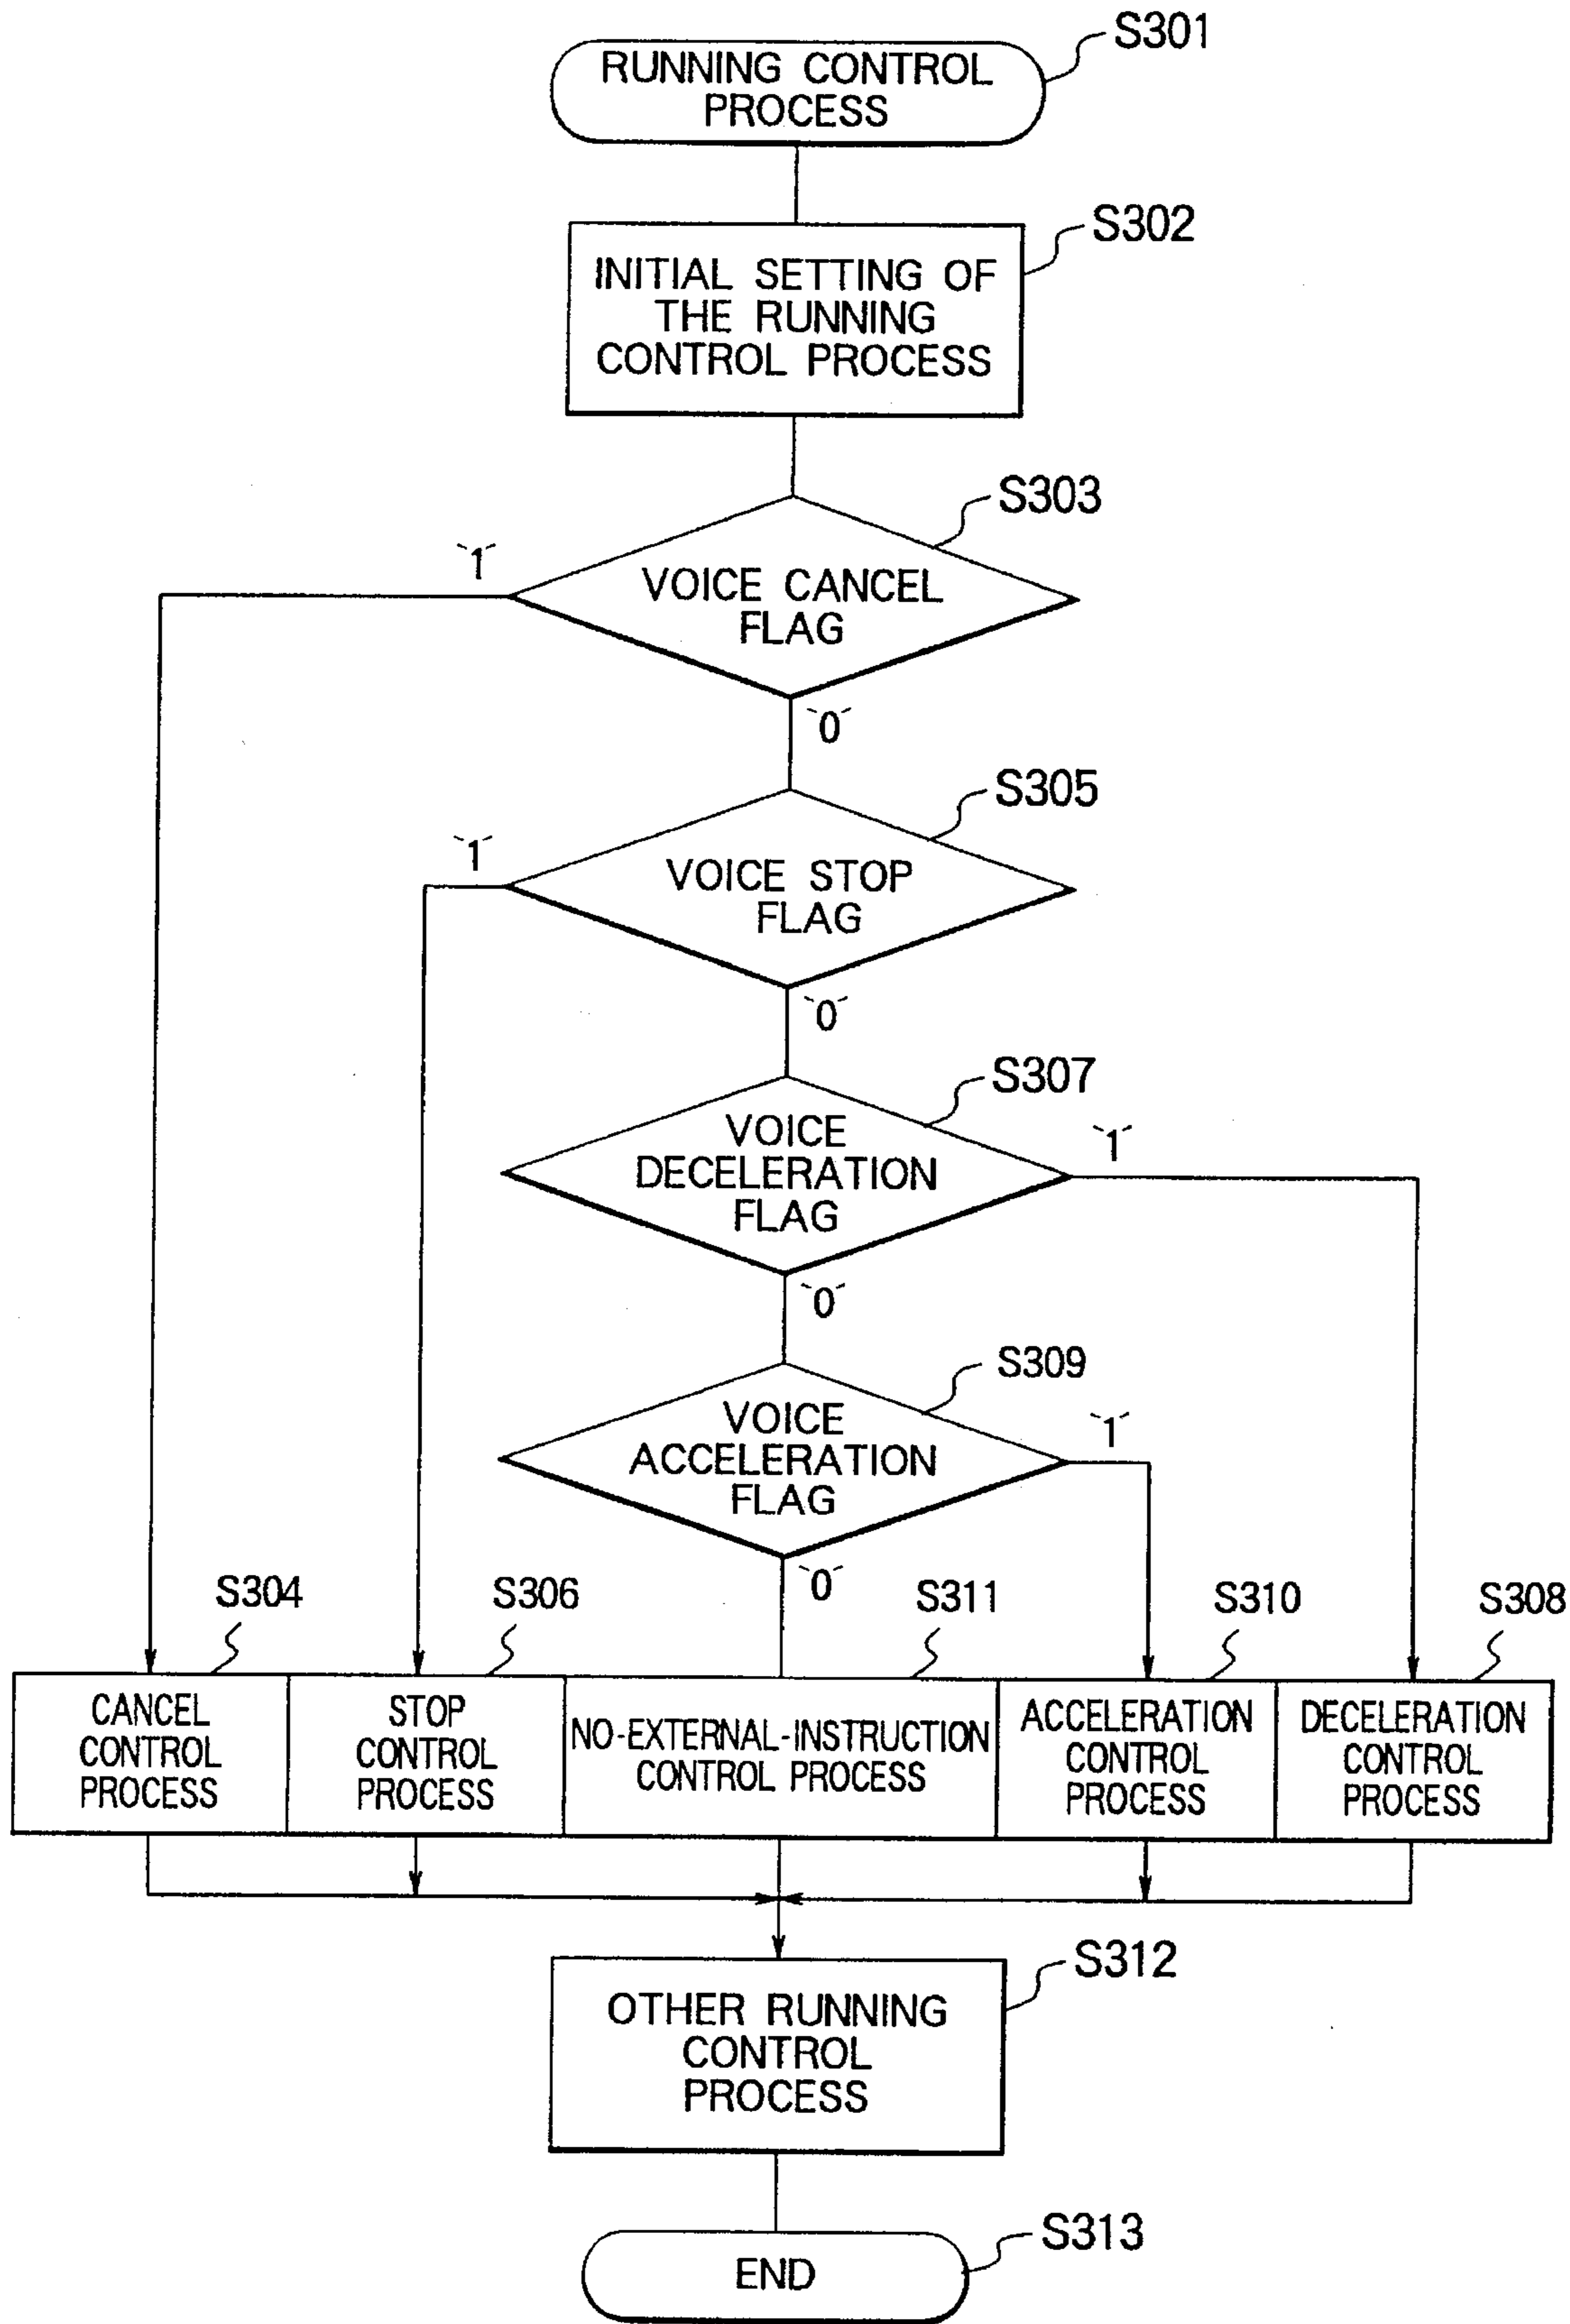 S301
RUNNING CONTROL
PROCESS
S302
INITIAL SETTING OF
THE RUNNING
CONTROL PROCESS
S303
`1´
VOICE CANCEL
FLAG
`0´
S305
`1´
VOICE STOP
FLAG
`0´
S307
VOICE
DECELERATION
FLAG
`1´
`0´
S309
VOICE
ACCELERATION
FLAG
`1´
`0´
S304
S306
S311
S310
S308
CANCEL
CONTROL
PROCESS
STOP
CONTROL
PROCESS
NO-EXTERNAL-INSTRUCTION
CONTROL PROCESS
ACCELERATION
CONTROL
PROCESS
DECELERATION
CONTROL
PROCESS
S312
OTHER RUNNING
CONTROL
PROCESS
S313
END